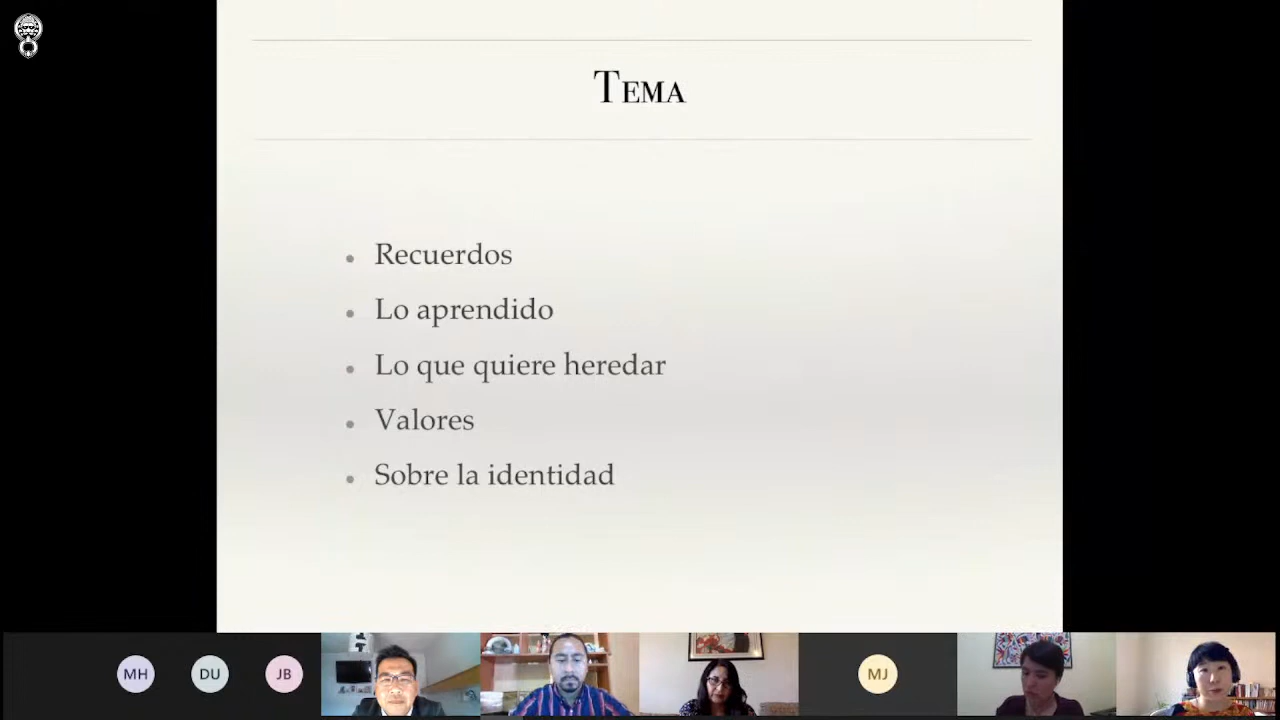 Tema
Recuerdos
Lo aprendido
Lo que quiere heredar
Valores
Sobre la identidad
MH
DU
JB
MJ